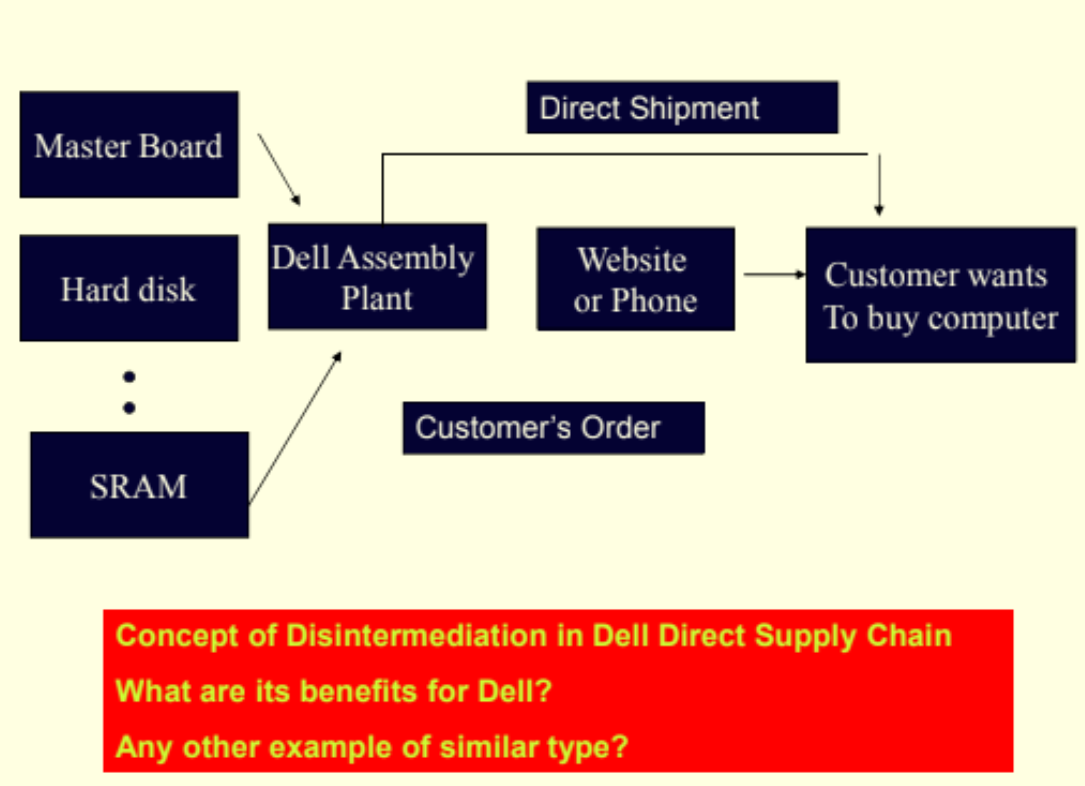 Direct Shipment
Master Board
Dell Assembly
Plant
Website
or Phone
Customer wants
To buy computer
Hard disk
Customer’s Order
SRAM
Concept of Disintermediation in Dell Direct Supply Chain
What are its benefits for Dell?
Any other example of similar type?